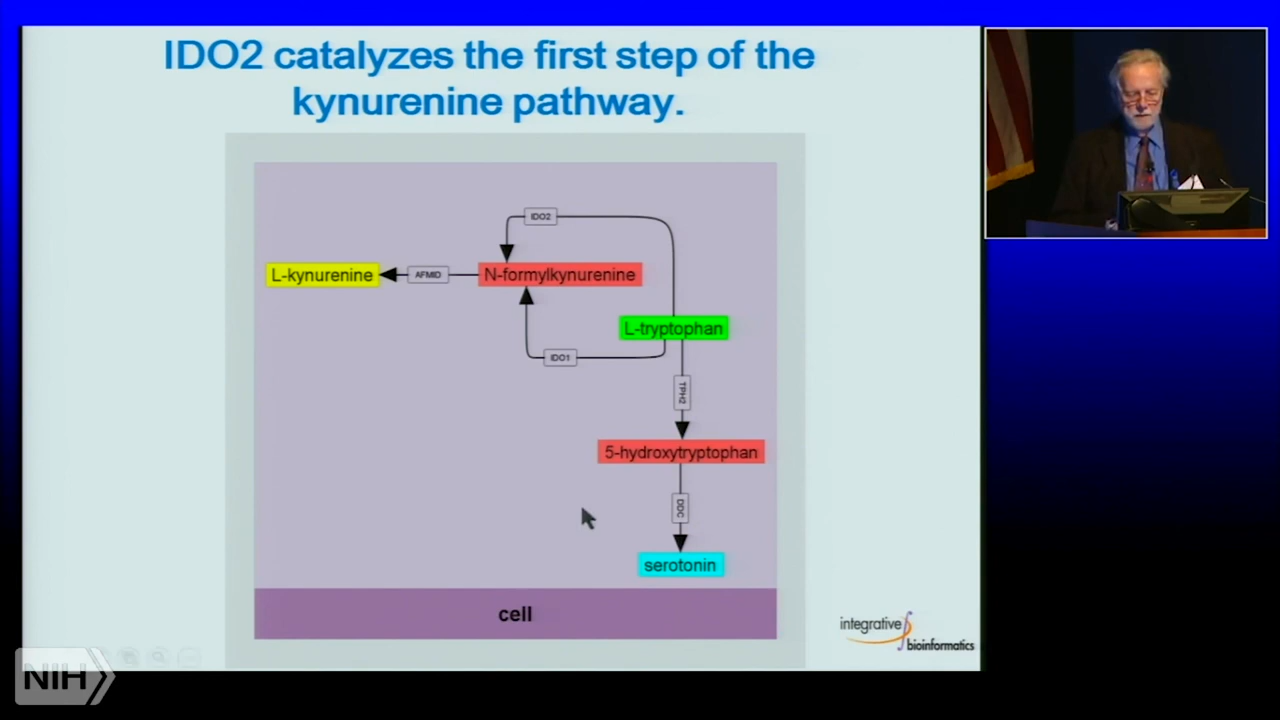 IDO2 catalyzes the first step of the
kynurenine pathway.
IDO2
L-kynurenine
AFMID
N-formylkynurenine
L-tryptophan
IDO1
TPH2
5-hydroxytryptophan
DDC
serotonin
cell
integrative
bioinformatics
NIH